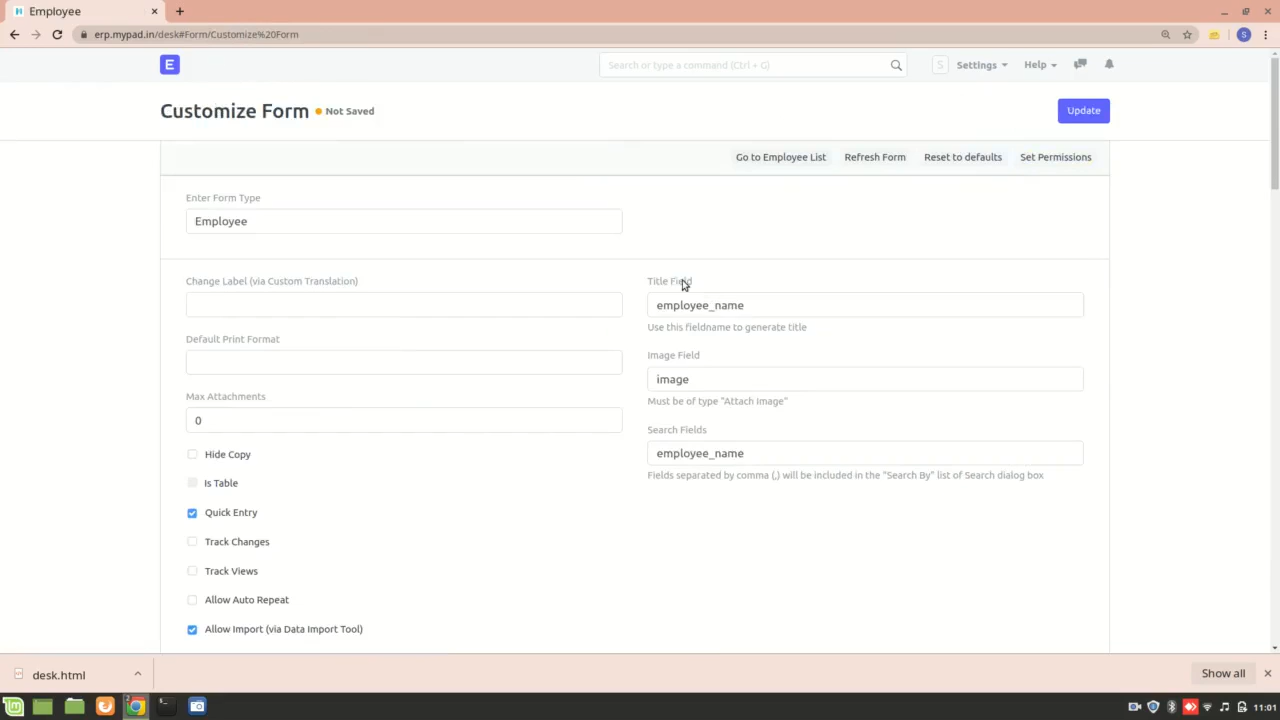 Employee
erp.mypad.in/desk#Form/Customize%20Form
S
E
Search or type a command (Ctrl + G)
S
Settings
Help
Customize Form
Not Saved
Update
Go to Employee List
Refresh Form
Reset to defaults
Set Permissions
Enter Form Type
Employee
Change Label (via Custom Translation)
Title Field
employee_name
Use this fieldname to generate title
Default Print Format
Image Field
image
Must be of type "Attach Image"
Max Attachments
0
Search Fields
employee_name
Fields separated by comma (,) will be included in the "Search By" list of Search dialog box
Hide Copy
Is Table
Quick Entry
Track Changes
Track Views
Allow Auto Repeat
Allow Import (via Data Import Tool)
desk.html
Show all
2
11:01